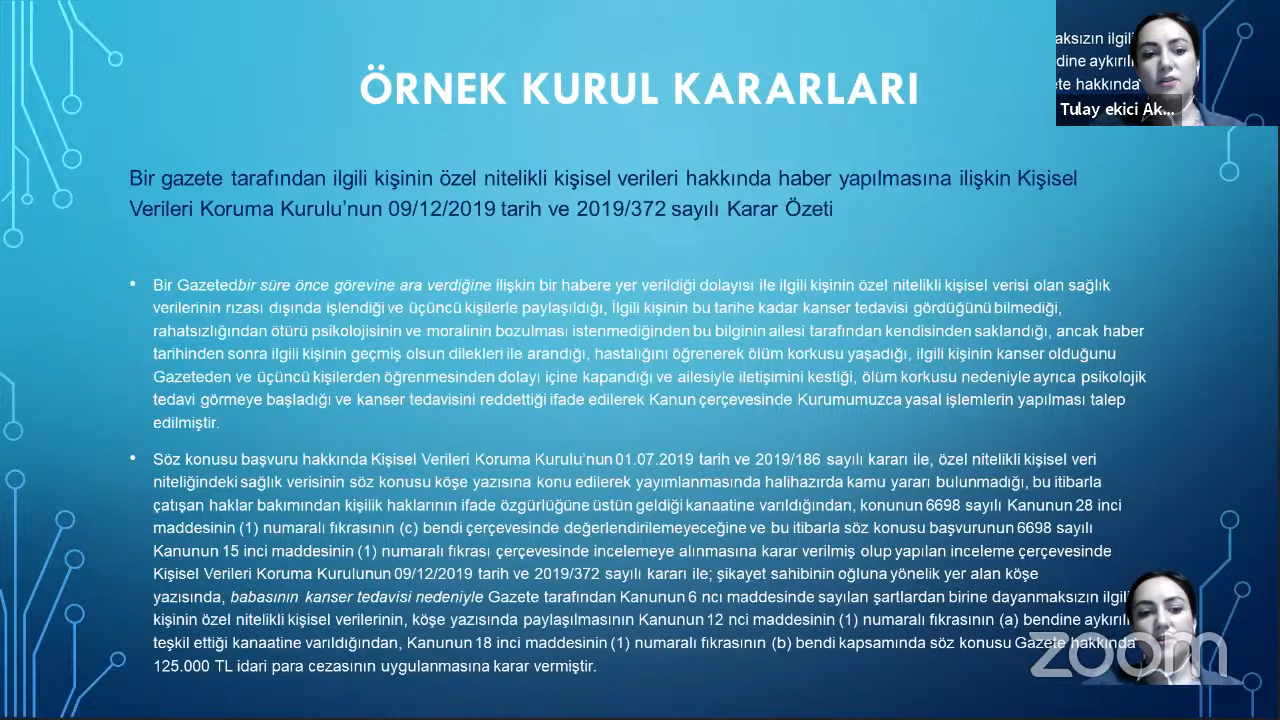 aksızın ilgili
dine aykırılı
te hakkında
Tulay ekici Ak...
ÖRNEK KURUL KARARLARI
Bir gazete tarafından ilgili kişinin özel nitelikli kişisel verileri hakkında haber yapılmasına ilişkin Kişisel
Verileri Koruma Kurulu’nun 09/12/2019 tarih ve 2019/372 sayılı Karar Özeti
• Bir Gazetedbir süre önce görevine ara verdiğine ilişkin bir habere yer verildiği dolayısı ile ilgili kişinin özel nitelikli kişisel verisi olan sağlık
verilerinin rızası dışında işlendiği ve üçüncü kişilerle paylaşıldığı, İlgili kişinin bu tarihe kadar kanser tedavisi gördüğünü bilmediği,
rahatsızlığından ötürü psikolojisinin ve moralinin bozulması istenmediğinden bu bilginin ailesi tarafından kendisinden saklandığı, ancak haber
tarihinden sonra ilgili kişinin geçmiş olsun dilekleri ile arandığı, hastalığını öğrenerek ölüm korkusu yaşadığı, ilgili kişinin kanser olduğunu
Gazeteden ve üçüncü kişilerden öğrenmesinden dolayı içine kapandığı ve ailesiyle iletişimini kestiği, ölüm korkusu nedeniyle ayrıca psikolojik
tedavi görmeye başladığı ve kanser tedavisini reddettiği ifade edilerek Kanun çerçevesinde Kurumumuzca yasal işlemlerin yapılması talep
edilmiştir.
• Söz konusu başvuru hakkında Kişisel Verileri Koruma Kurulu’nun 01.07.2019 tarih ve 2019/186 sayılı kararı ile, özel nitelikli kişisel veri
niteliğindeki sağlık verisinin söz konusu köşe yazısına konu edilerek yayımlanmasında halihazırda kamu yararı bulunmadığı, bu itibarla
çatışan haklar bakımından kişilik haklarının ifade özgürlüğüne üstün geldiği kanaatine varıldığından, konunun 6698 sayılı Kanunun 28 inci
maddesinin (1) numaralı fıkrasının (c) bendi çerçevesinde değerlendirilemeyeceğine ve bu itibarla söz konusu başvurunun 6698 sayılı
Kanunun 15 inci maddesinin (1) numaralı fıkrası çerçevesinde incelemeye alınmasına karar verilmiş olup yapılan inceleme çerçevesinde
Kişisel Verileri Koruma Kurulunun 09/12/2019 tarih ve 2019/372 sayılı kararı ile; şikayet sahibinin oğluna yönelik yer alan köşe
yazısında, babasının kanser tedavisi nedeniyle Gazete tarafından Kanunun 6 ncı maddesinde sayılan şartlardan birine dayanmaksızın ilgili
kişinin özel nitelikli kişisel verilerinin, köşe yazısında paylaşılmasının Kanunun 12 nci maddesinin (1) numaralı fıkrasının (a) bendine aykırılı
teşkil ettiği kanaatine varıldığından, Kanunun 18 inci maddesinin (1) numaralı fıkrasının (b) bendi kapsamında söz konusu Gazete hakkında
125.000 TL idari para cezasının uygulanmasına karar vermiştir.
zoom